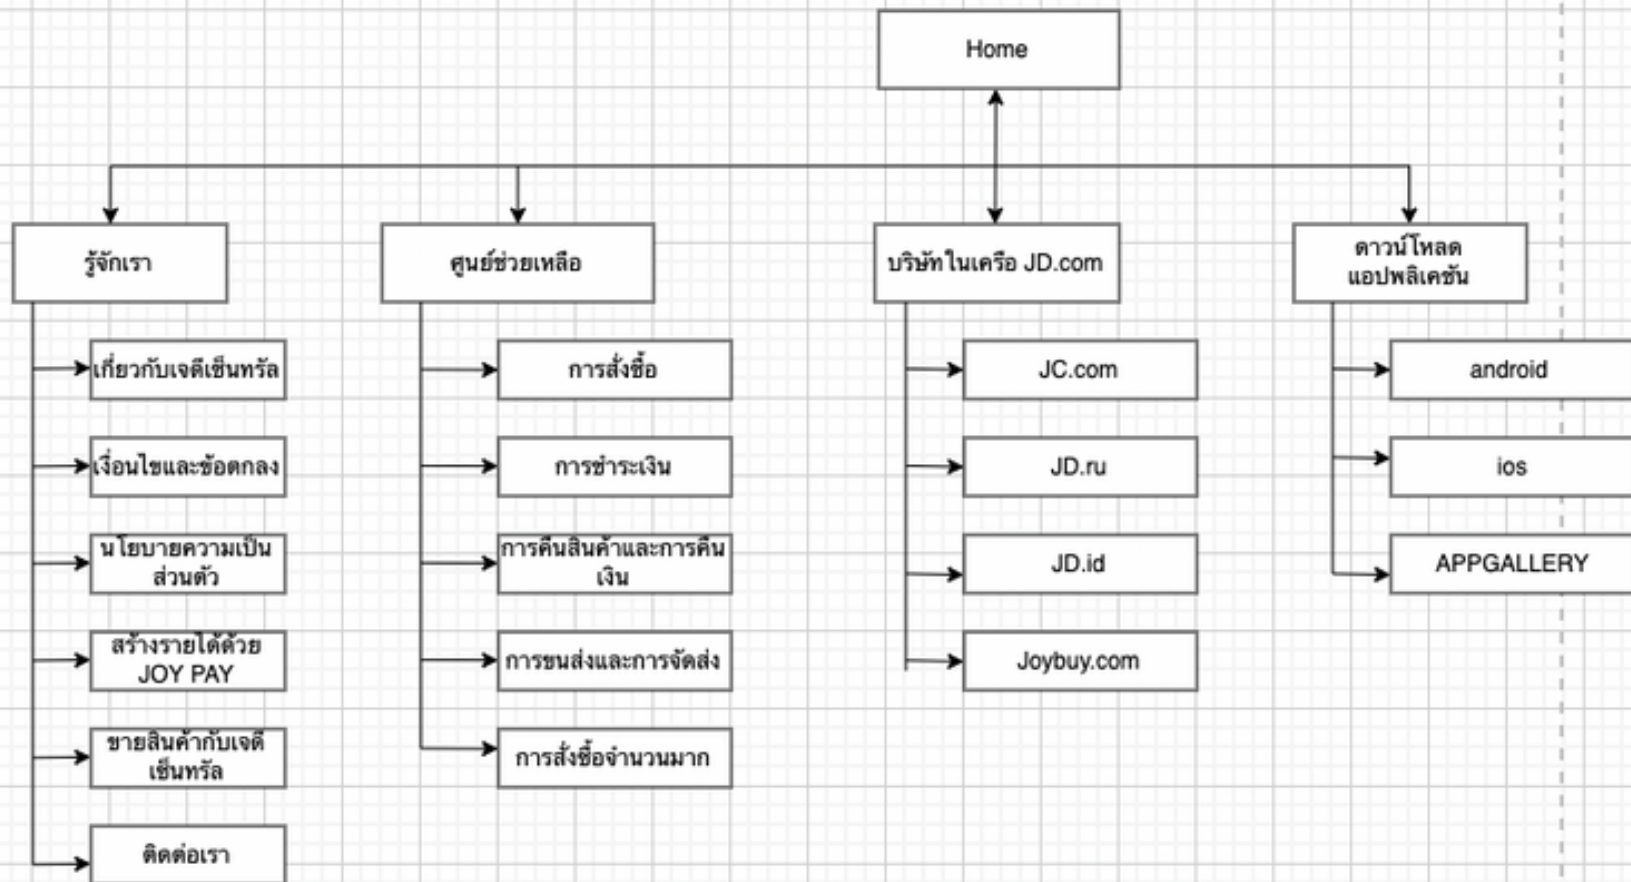 Home
รู้จักเรา
เกี่ยวกับเจดีเซ็นทรัล
เงื่อนไขและข้อตกลง
นโยบายความเป็น
ส่วนตัว
สร้างรายได้ด้วย
JOY PAY
ขายสินค้ากับเจดี
เซ็นทรัล
ติดต่อเรา
ศูนย์ช่วยเหลือ
การสั่งซื้อ
การชำระเงิน
การคืนสินค้าและการคืน
เงิน
การขนส่งและการจัดส่ง
การสั่งซื้อจำนวนมาก
บริษัทในเครือ JD.com
JC.com
JD.ru
JD.id
Joybuy.com
ดาวน์โหลด
แอปพลิเคชัน
android
ios
APPGALLERY